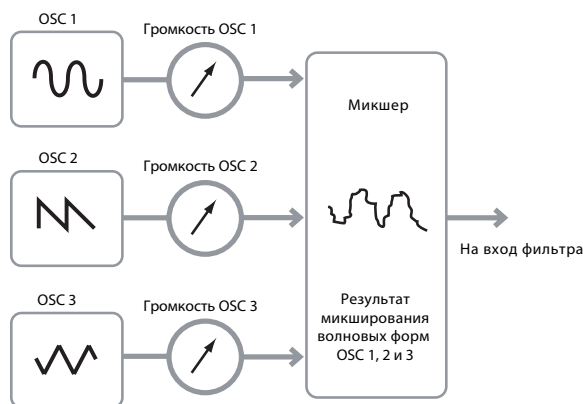 OSC 1
Громкость OSC 1
OSC 2
Громкость OSC 2
OSC 3
Громкость OSC 3
Микшер
Результат
микширования
волновых форм
OSC 1, 2 и 3
На вход фильтра